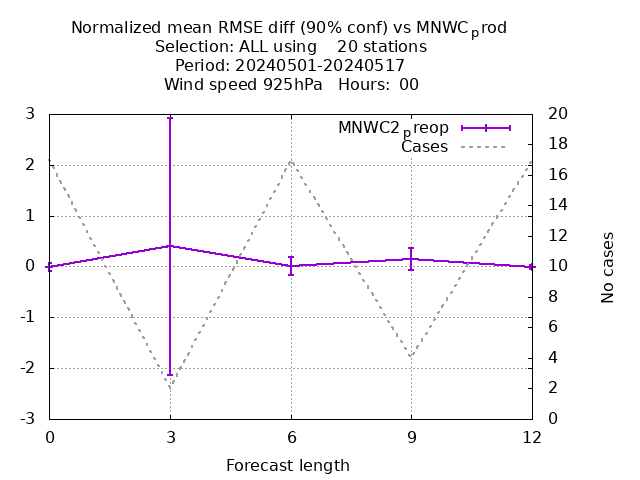 Normalized mean RMSE diff (90% conf) vs MNWC_prod
Selection: ALL using 20 stations
Period: 20240501-20240517
Wind speed 925hPa Hours: 00
MNWC2_preop
Cases
3
2
1
0
-1
-2
-3
20
18
16
14
12
10
8
6
4
2
0
No cases
0 3 6 9 12
Forecast length